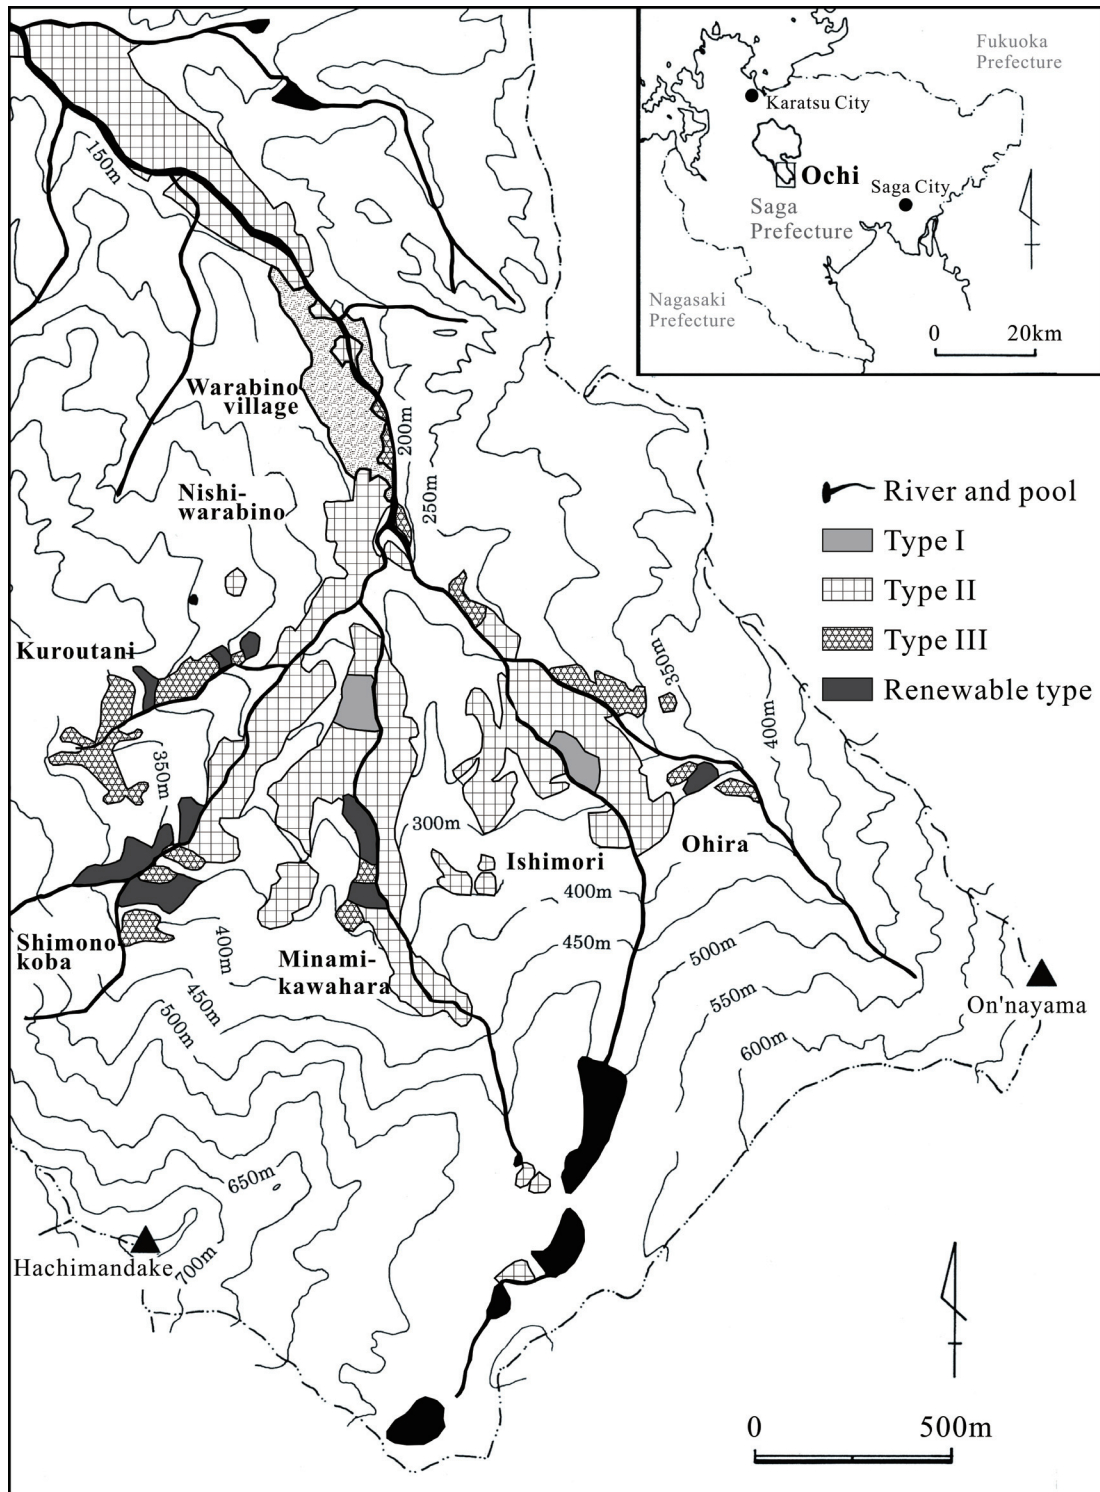 Fukuoka
Prefecture
Karatsu City
Ochi
Saga City
Saga
Prefecture
Nagasaki
Prefecture
0 20km
150m
Warabino
village
200m
250m
Nishi-
warabino
River and pool
Type I
Type II
Type III
Renewable type
Kuroutani
350m
350m
400m
300m
Ishimori
Ohira
400m
450m
Shimono-
koba
400m
450m
500m
Minami-
kawahara
500m
550m
600m
On'nayama
650m
700m
Hachimandake
0 500m